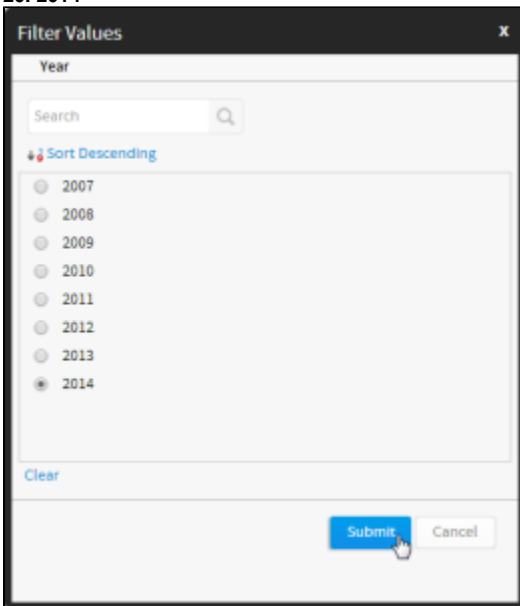 Filter Values x
Year
Search
Sort Descending
2007
2008
2009
2010
2011
2012
2013
2014
Clear
Submit Cancel